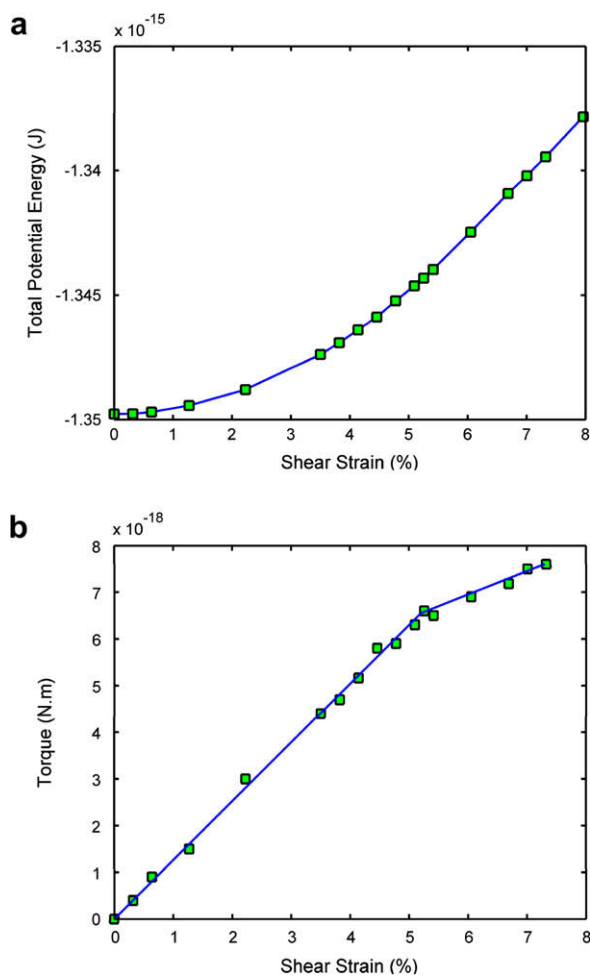 a
x 10^-15
-1.335
-1.34
-1.345
-1.35
Total Potential Energy (J)
0 1 2 3 4 5 6 7 8
Shear Strain (%)
b
x 10^-18
8
7
6
5
4
3
2
1
0
Torque (N.m)
0 1 2 3 4 5 6 7 8
Shear Strain (%)